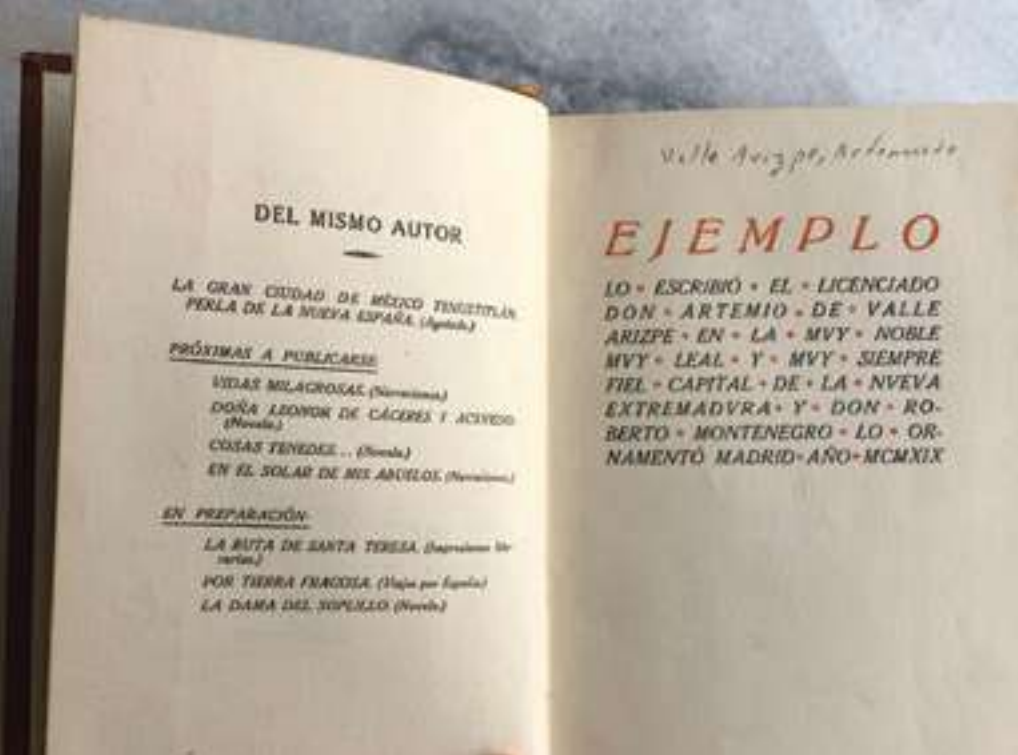 DEL MISMO AUTOR
LA GRAN CIUDAD DE MÉXICO TENUSTITLÁN
PERLA DE LA NUEVA ESPAÑA. (Agotada.)
PRÓXIMAS A PUBLICARSE
VIDAS MILAGROSAS. (Narraciones.)
DOÑA LEONOR DE CÁCERES I ACEVEDO
(Novela.)
COSAS TENEDES... (Novela.)
EN EL SOLAR DE MIS ABUELOS. (Narraciones.)
EN PREPARACIÓN
LA RUTA DE SANTA TERESA. (Impresiones
POR TIERRA FRAGOSA. (Viajes por España.)
LA DAMA DEL SOPLILLO. (Novela.)
Valle Arizpe, Artemio de
EJEMPLO
LO • ESCRIBIÓ • EL • LICENCIADO
DON • ARTEMIO • DE • VALLE
ARIZPE • EN • LA • MVY • NOBLE
MVY • LEAL • Y • MVY • SIEMPRE
FIEL • CAPITAL • DE • LA • NVEVA
EXTREMADVRA • Y • DON • RO-
BERTO • MONTENEGRO • LO • OR-
NAMENTÓ MADRID • AÑO • MCMXIX